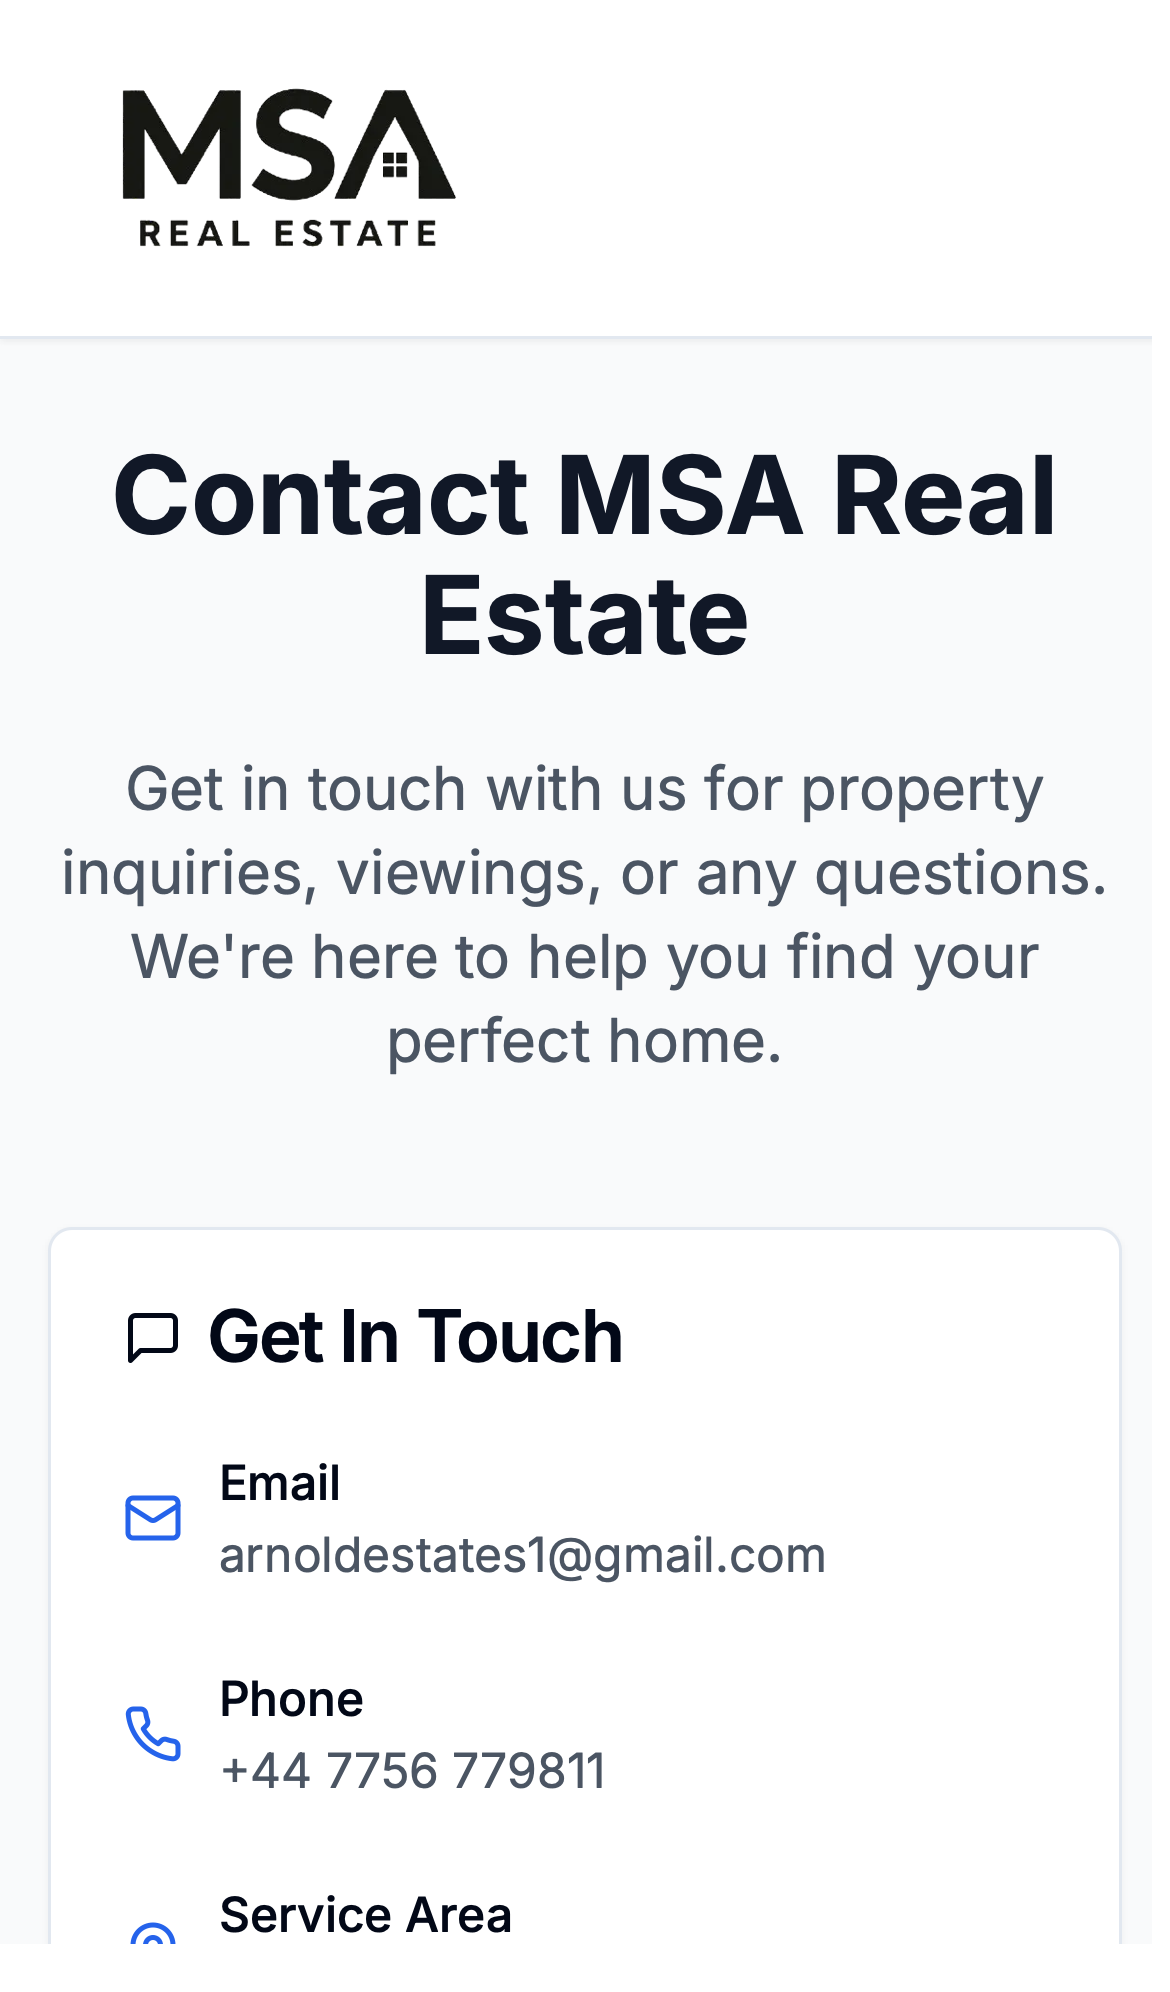 MSA
REAL ESTATE
Contact MSA Real
Estate
Get in touch with us for property
inquiries, viewings, or any questions.
We're here to help you find your
perfect home.
Get In Touch
Email
arnoldestates1@gmail.com
Phone
+44 7756 779811
Service Area